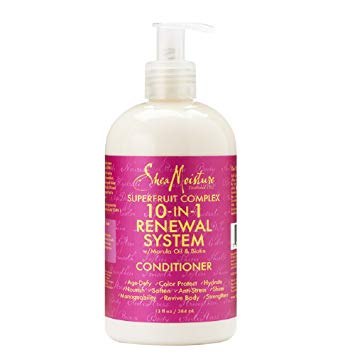 SheaMoisture
SUPERFRUIT COMPLEX
10-IN-1
RENEWAL
SYSTEM
w/ Marula Oil & Biotin
CONDITIONER
Age-Defy • Color Protect • Hydrate
Nourish • Soften • Anti-Stress • Shine
Manageability • Revive Body • Strengthens
13 fl oz / 384 mL